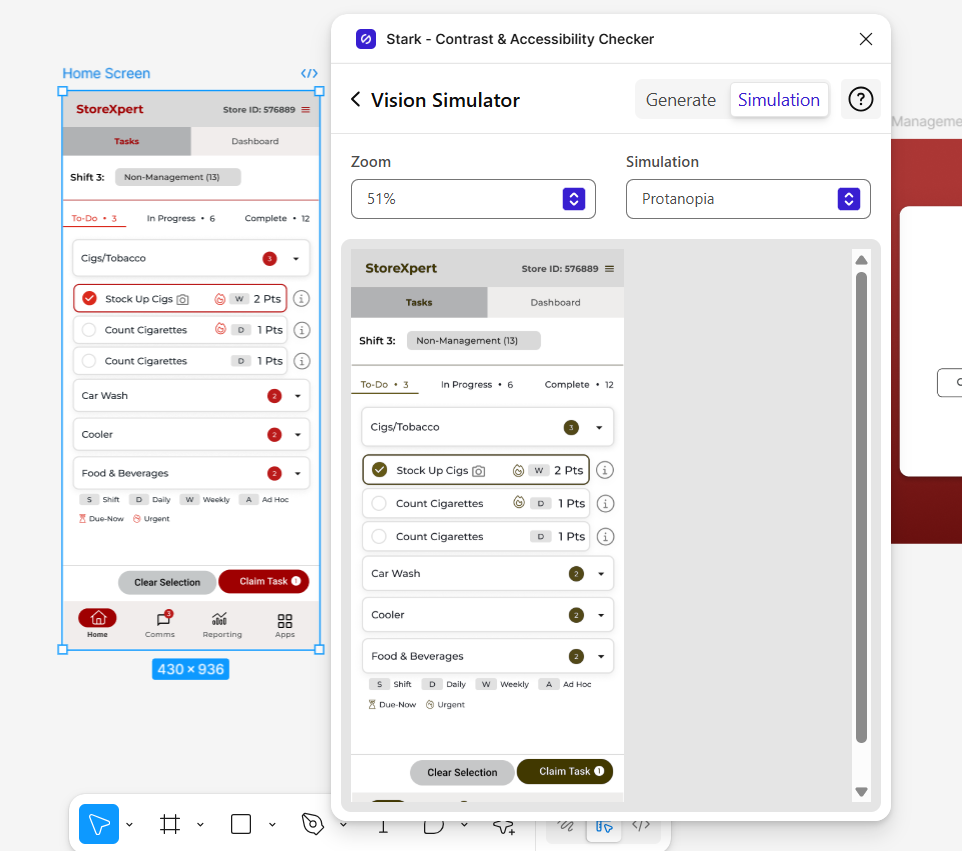 Stark - Contrast & Accessibility Checker
Vision Simulator
Generate
Simulation
?
Zoom
Simulation
51%
Protanopia
Home Screen
</>
StoreXpert
Store ID: 576889
Tasks
Dashboard
Shift 3:
Non-Management (13)
To-Do • 3
In Progress • 6
Complete • 12
Cigs/Tobacco
3
Stock Up Cigs
W
2 Pts
i
Count Cigarettes
D
1 Pts
i
Count Cigarettes
D
1 Pts
i
Car Wash
2
Cooler
2
Food & Beverages
2
S Shift
D Daily
W Weekly
A Ad Hoc
Due-Now
Urgent
Clear Selection
Claim Task 1
3
Home
Comms
Reporting
Apps
430 × 936
StoreXpert
Store ID: 576889
Tasks
Dashboard
Shift 3:
Non-Management (13)
To-Do • 3
In Progress • 6
Complete • 12
Cigs/Tobacco
3
Stock Up Cigs
W
2 Pts
i
Count Cigarettes
D
1 Pts
i
Count Cigarettes
D
1 Pts
i
Car Wash
2
Cooler
2
Food & Beverages
2
S Shift
D Daily
W Weekly
A Ad Hoc
Due-Now
Urgent
Clear Selection
Claim Task 1